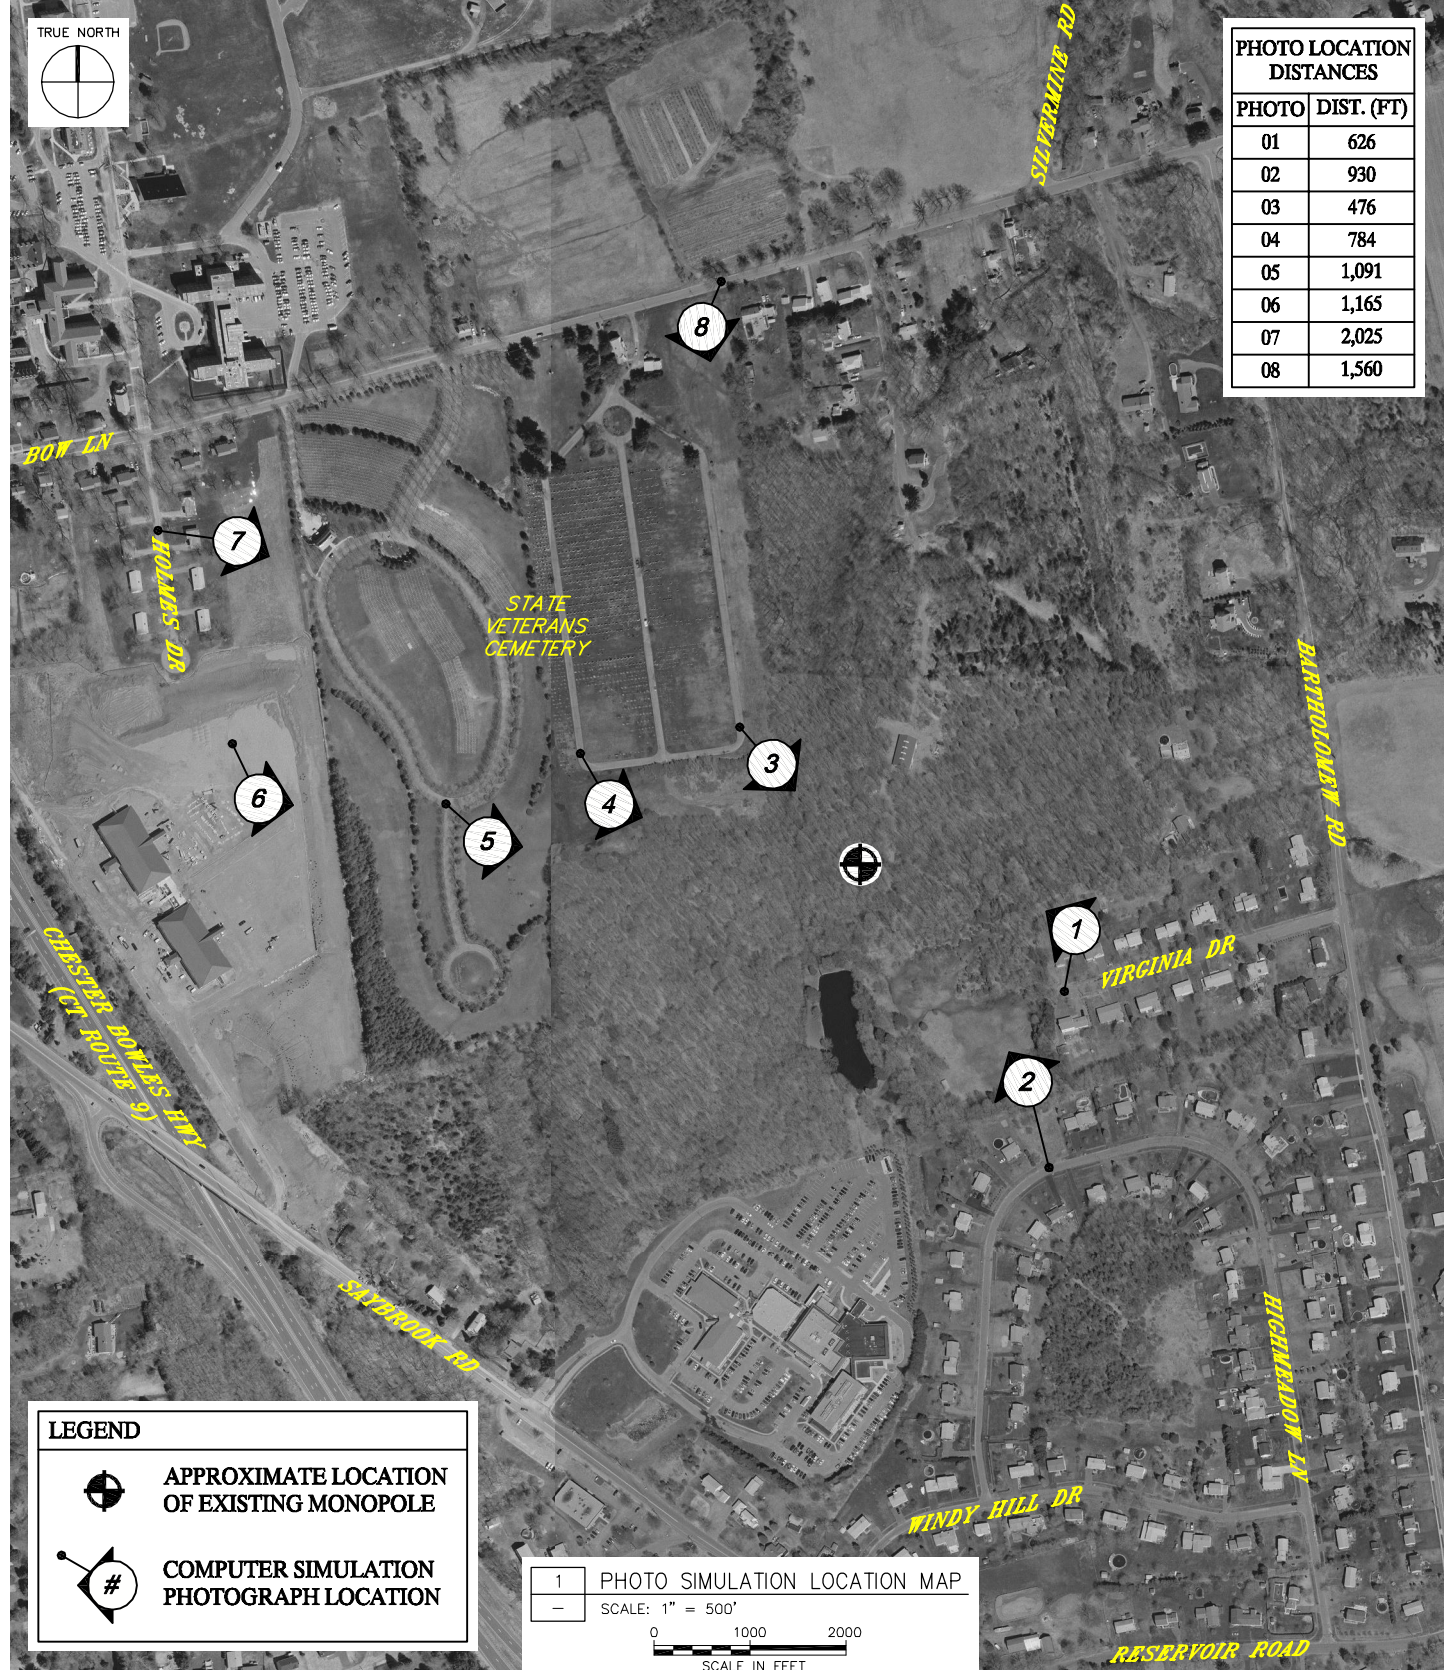 TRUE NORTH
PHOTO LOCATION
DISTANCES
PHOTO DIST. (FT)
01 626
02 930
03 476
04 784
05 1,091
06 1,165
07 2,025
08 1,560
SILVERMINE RD
8
BOW LN
7
HOLMES DR
STATE
VETERANS
CEMETERY
BARTHOLOMEW RD
3
6
4
5
1
VIRGINIA DR
CHESTER BOWLES HWY
(CT ROUTE 9)
2
SAYBROOK RD
HIGHMEADOW LN
WINDY HILL DR
RESERVOIR ROAD
LEGEND
APPROXIMATE LOCATION
OF EXISTING MONOPOLE
#
COMPUTER SIMULATION
PHOTOGRAPH LOCATION
1 PHOTO SIMULATION LOCATION MAP
– SCALE: 1" = 500'
0 1000 2000
SCALE IN FEET